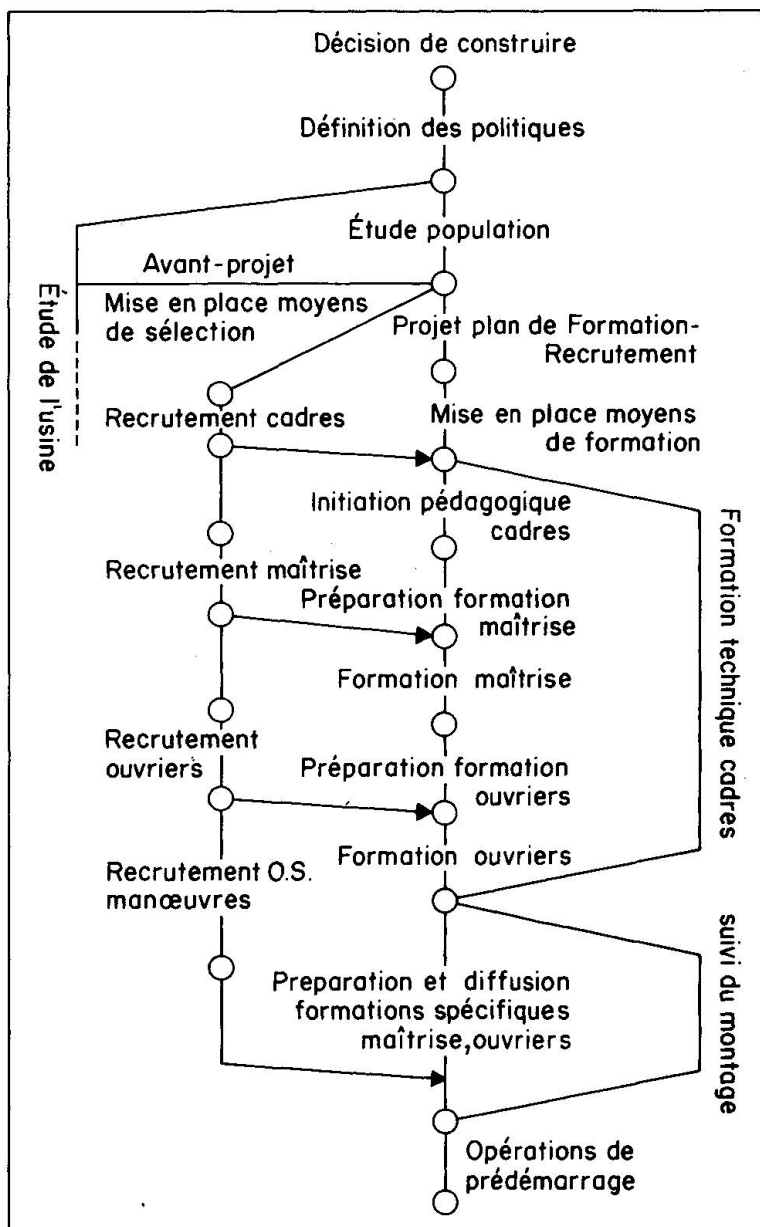 Décision de construire
Définition des politiques
Étude population
Avant-projet
Mise en place moyens
de sélection
Étude de l'usine
Projet plan de Formation-
Recrutement
Recrutement cadres
Mise en place moyens
de formation
Initiation pédagogique
cadres
Formation technique cadres
Recrutement maîtrise
Préparation formation
maîtrise
Formation maîtrise
Recrutement
ouvriers
Préparation formation
ouvriers
Formation ouvriers
Recrutement O.S.
manœuvres
suivi du montage
Preparation et diffusion
formations spécifiques
maîtrise,ouvriers
Opérations de
prédémarrage